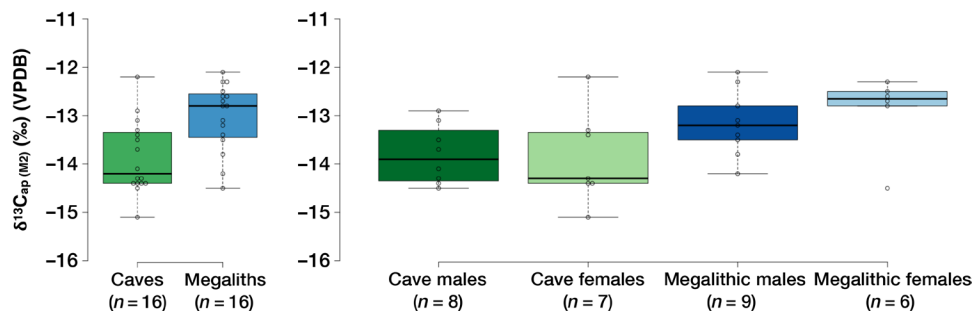 δ¹³Cap (M2) (‰) (VPDB)
−11
−12
−13
−14
−15
−16
Caves
(n = 16)
Megaliths
(n = 16)
−11
−12
−13
−14
−15
−16
Cave males
(n = 8)
Cave females
(n = 7)
Megalithic males
(n = 9)
Megalithic females
(n = 6)